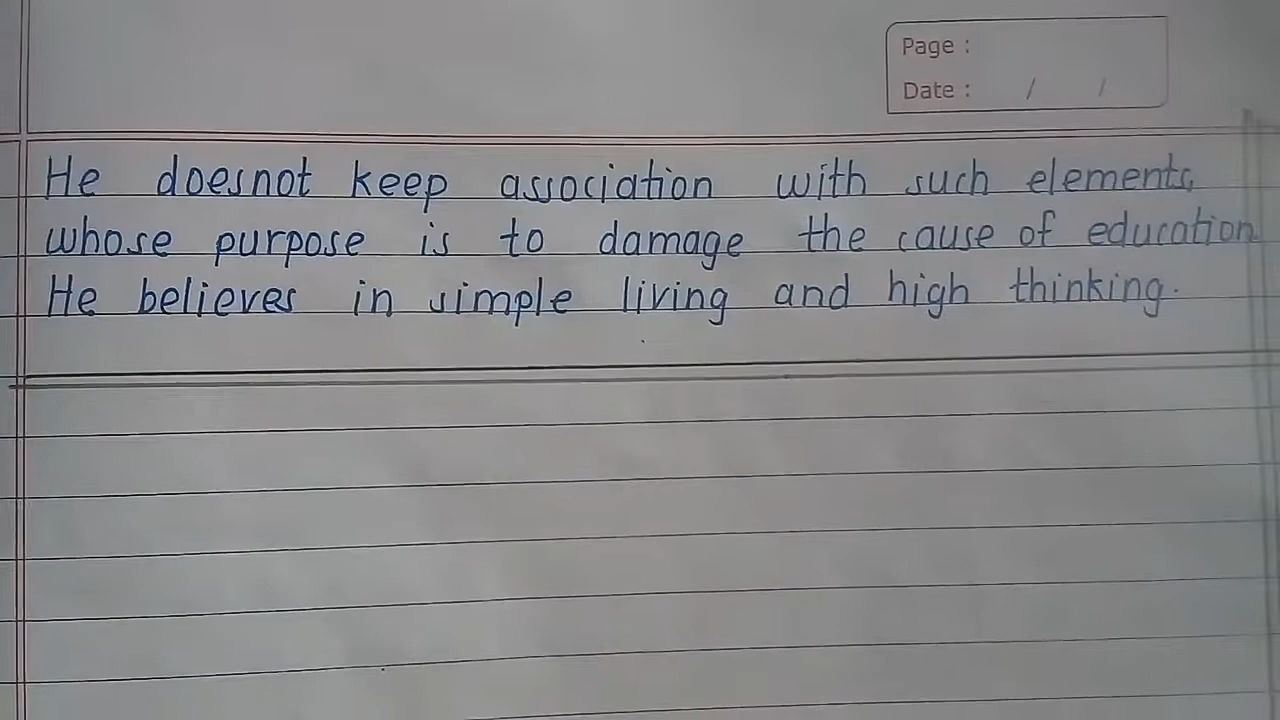 Page :
Date : / /
He doesnot keep association with such elements,
whose purpose is to damage the cause of education
He believes in simple living and high thinking.